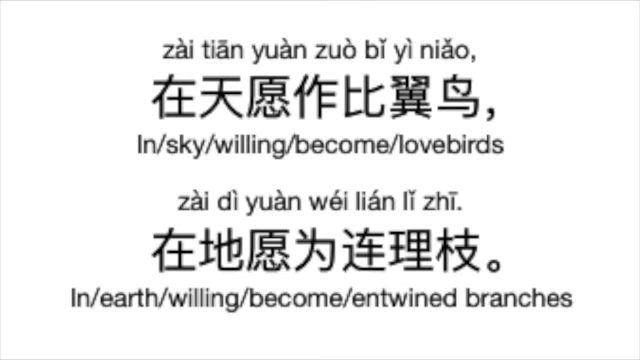 zài tiān yuàn zuò bǐ yì niǎo,
在天愿作比翼鸟,
In/sky/willing/become/lovebirds
zài dì yuàn wéi lián lǐ zhī.
在地愿为连理枝。
In/earth/willing/become/entwined branches